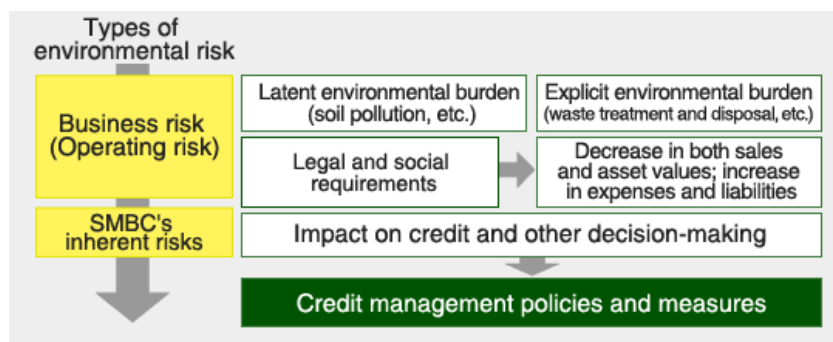 Types of
environmental risk
Business risk
(Operating risk)
Latent environmental burden
(soil pollution, etc.)
Explicit environmental burden
(waste treatment and disposal, etc.)
Legal and social
requirements
Decrease in both sales
and asset values; increase
in expenses and liabilities
SMBC's
inherent risks
Impact on credit and other decision-making
Credit management policies and measures